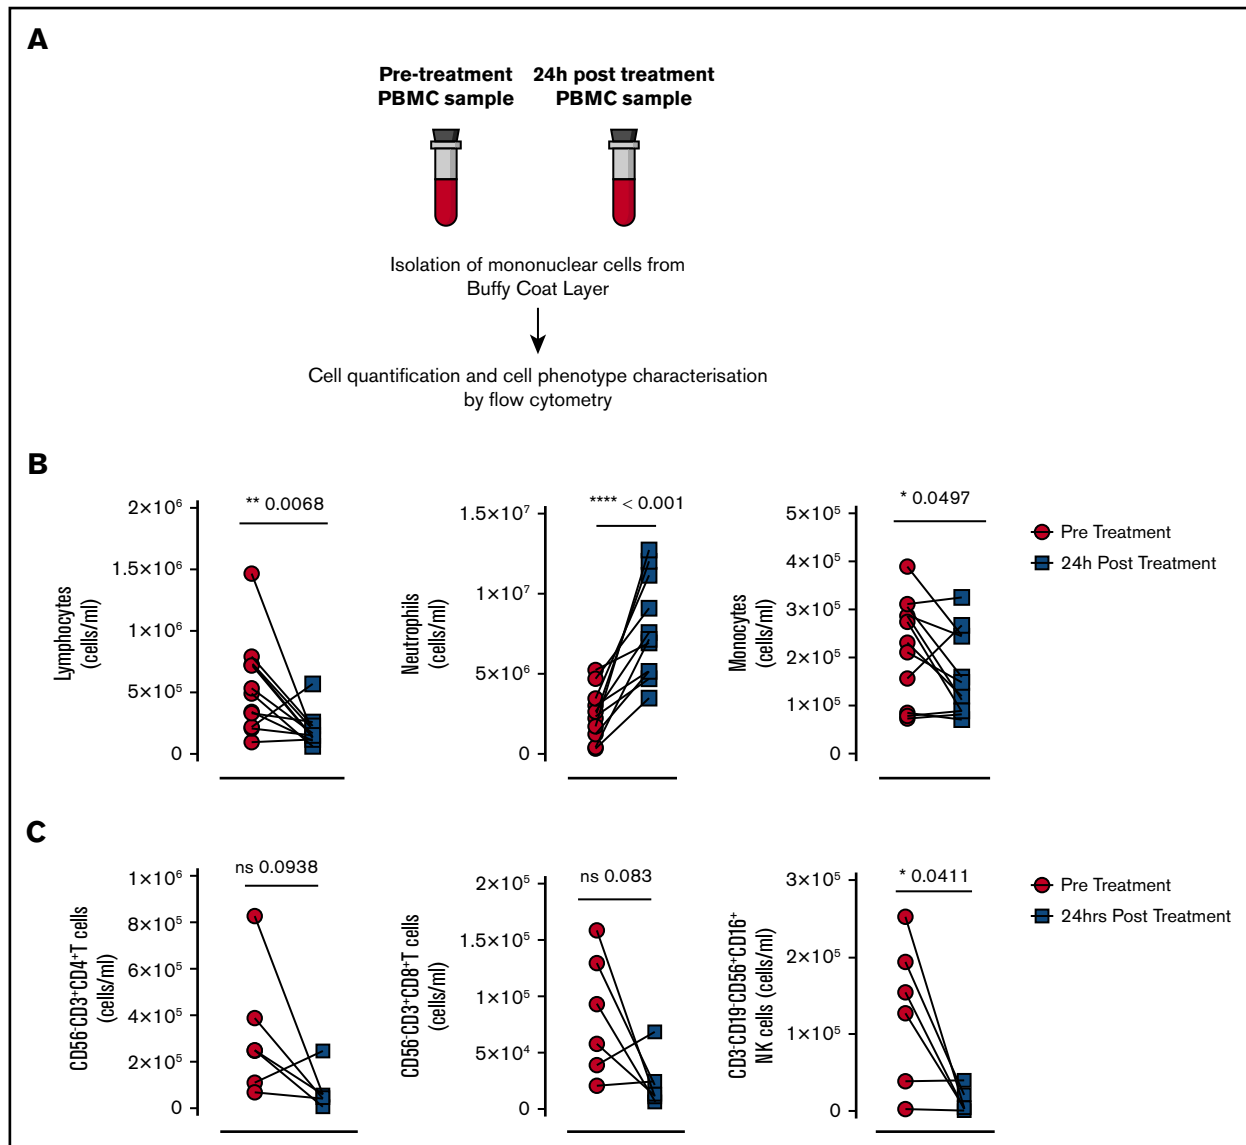 A
Pre-treatment
PBMC sample
24h post treatment
PBMC sample
Isolation of mononuclear cells from
Buffy Coat Layer
Cell quantification and cell phenotype characterisation
by flow cytometry
B
Lymphocytes
(cells/ml)
2×10⁶
1.5×10⁶
1×10⁶
5×10⁵
0
** 0.0068
Neutrophils
(cells/ml)
1.5×10⁷
1×10⁷
5×10⁶
0
**** < 0.001
Monocytes
(cells/ml)
5×10⁵
4×10⁵
3×10⁵
2×10⁵
1×10⁵
0
* 0.0497
Pre Treatment
24h Post Treatment
C
CD56⁻CD3⁺CD4⁺T cells
(cells/ml)
1×10⁶
8×10⁵
6×10⁵
4×10⁵
2×10⁵
0
ns 0.0938
CD56⁻CD3⁺CD8⁺T cells
(cells/ml)
2×10⁵
1.5×10⁵
1×10⁵
5×10⁴
0
ns 0.083
CD3⁻CD19⁻CD56⁺CD16⁺
NK cells (cells/ml)
3×10⁵
2×10⁵
1×10⁵
0
* 0.0411
Pre Treatment
24hrs Post Treatment